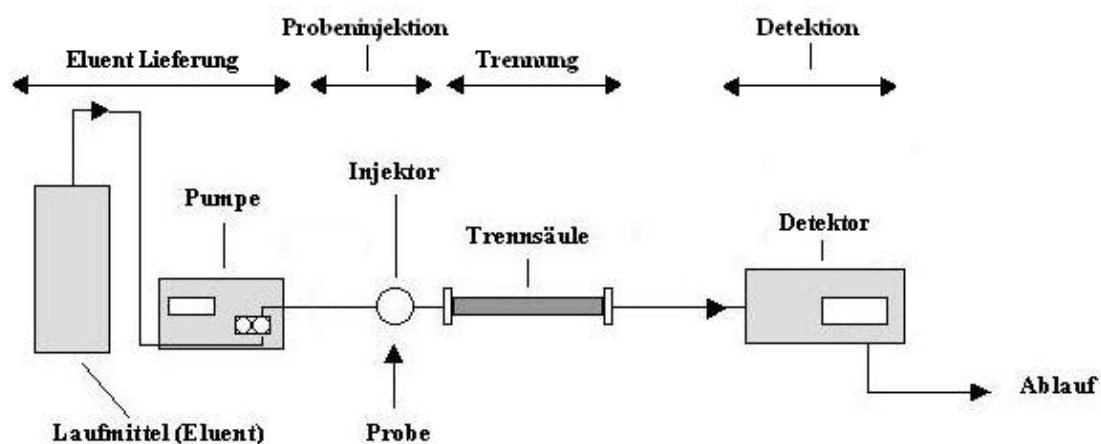 Probeninjektion
Detektion
Eluent Lieferung
Trennung
Injektor
Pumpe
Trennsäule
Detektor
Ablauf
Laufmittel (Eluent)
Probe